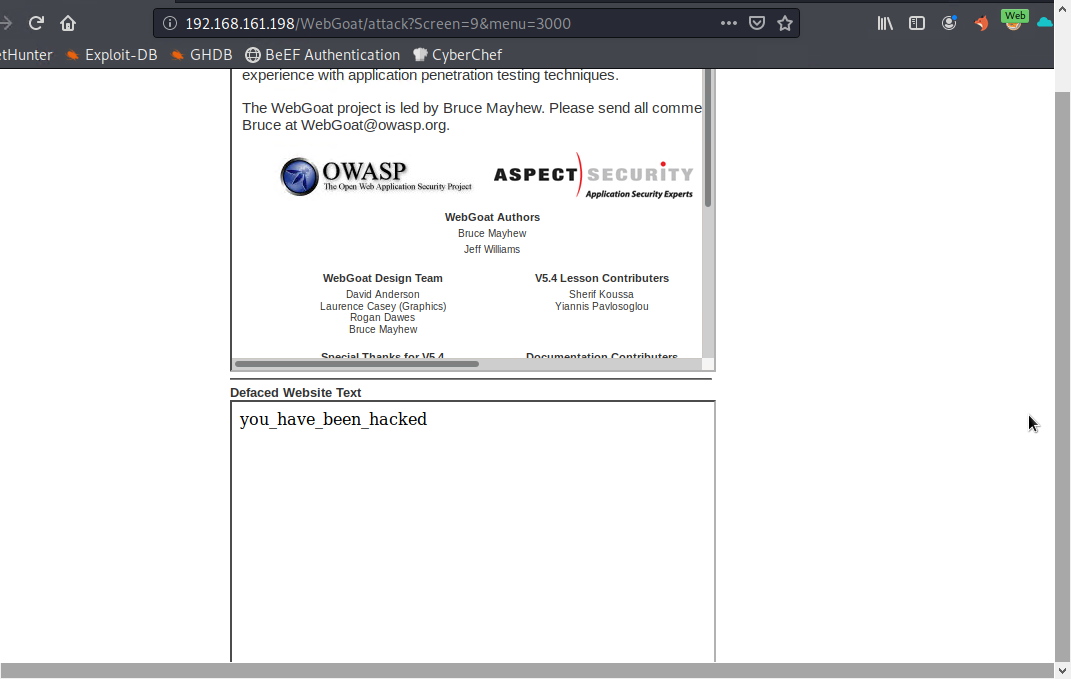 192.168.161.198/WebGoat/attack?Screen=9&menu=3000
Web
etHunter Exploit-DB GHDB BeEF Authentication CyberChef
experience with application penetration testing techniques.
The WebGoat project is led by Bruce Mayhew. Please send all comme
Bruce at WebGoat@owasp.org.
OWASP
The Open Web Application Security Project
ASPECT SECURITY
Application Security Experts
WebGoat Authors
Bruce Mayhew
Jeff Williams
WebGoat Design Team
David Anderson
Laurence Casey (Graphics)
Rogan Dawes
Bruce Mayhew
V5.4 Lesson Contributers
Sherif Koussa
Yiannis Pavlosoglou
Special Thanks for V5.4
Documentation Contributers
Defaced Website Text
you_have_been_hacked